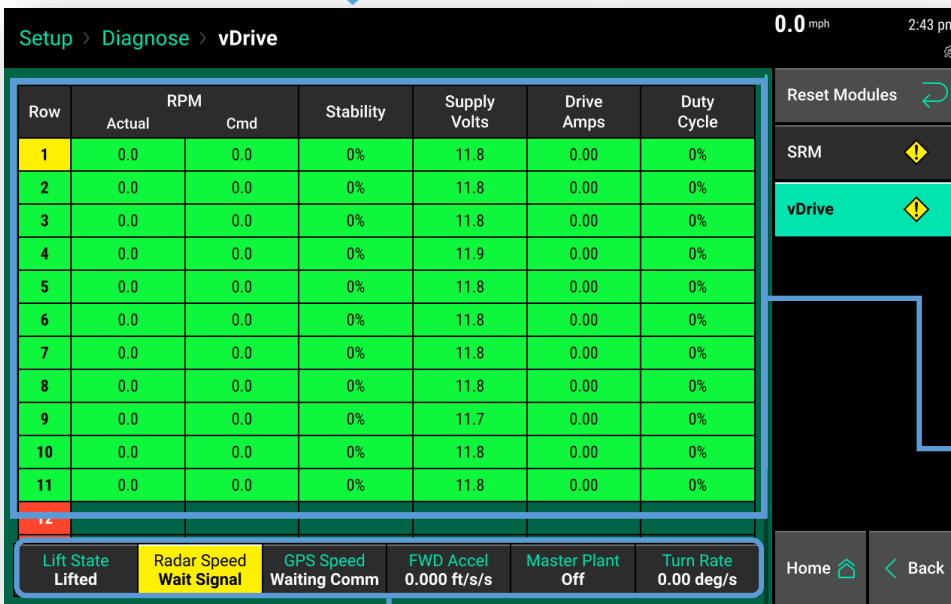 Setup > Diagnose > vDrive
0.0 mph
2:43 pm
Row
RPM
Actual
Cmd
Stability
Supply
Volts
Drive
Amps
Duty
Cycle
1 0.0 0.0 0% 11.8 0.00 0%
2 0.0 0.0 0% 11.8 0.00 0%
3 0.0 0.0 0% 11.8 0.00 0%
4 0.0 0.0 0% 11.9 0.00 0%
5 0.0 0.0 0% 11.8 0.00 0%
6 0.0 0.0 0% 11.8 0.00 0%
7 0.0 0.0 0% 11.8 0.00 0%
8 0.0 0.0 0% 11.8 0.00 0%
9 0.0 0.0 0% 11.7 0.00 0%
10 0.0 0.0 0% 11.8 0.00 0%
11 0.0 0.0 0% 11.8 0.00 0%
12
Lift State
Lifted
Radar Speed
Wait Signal
GPS Speed
Waiting Comm
FWD Accel
0.000 ft/s/s
Master Plant
Off
Turn Rate
0.00 deg/s
Reset Modules
SRM
vDrive
Home
Back